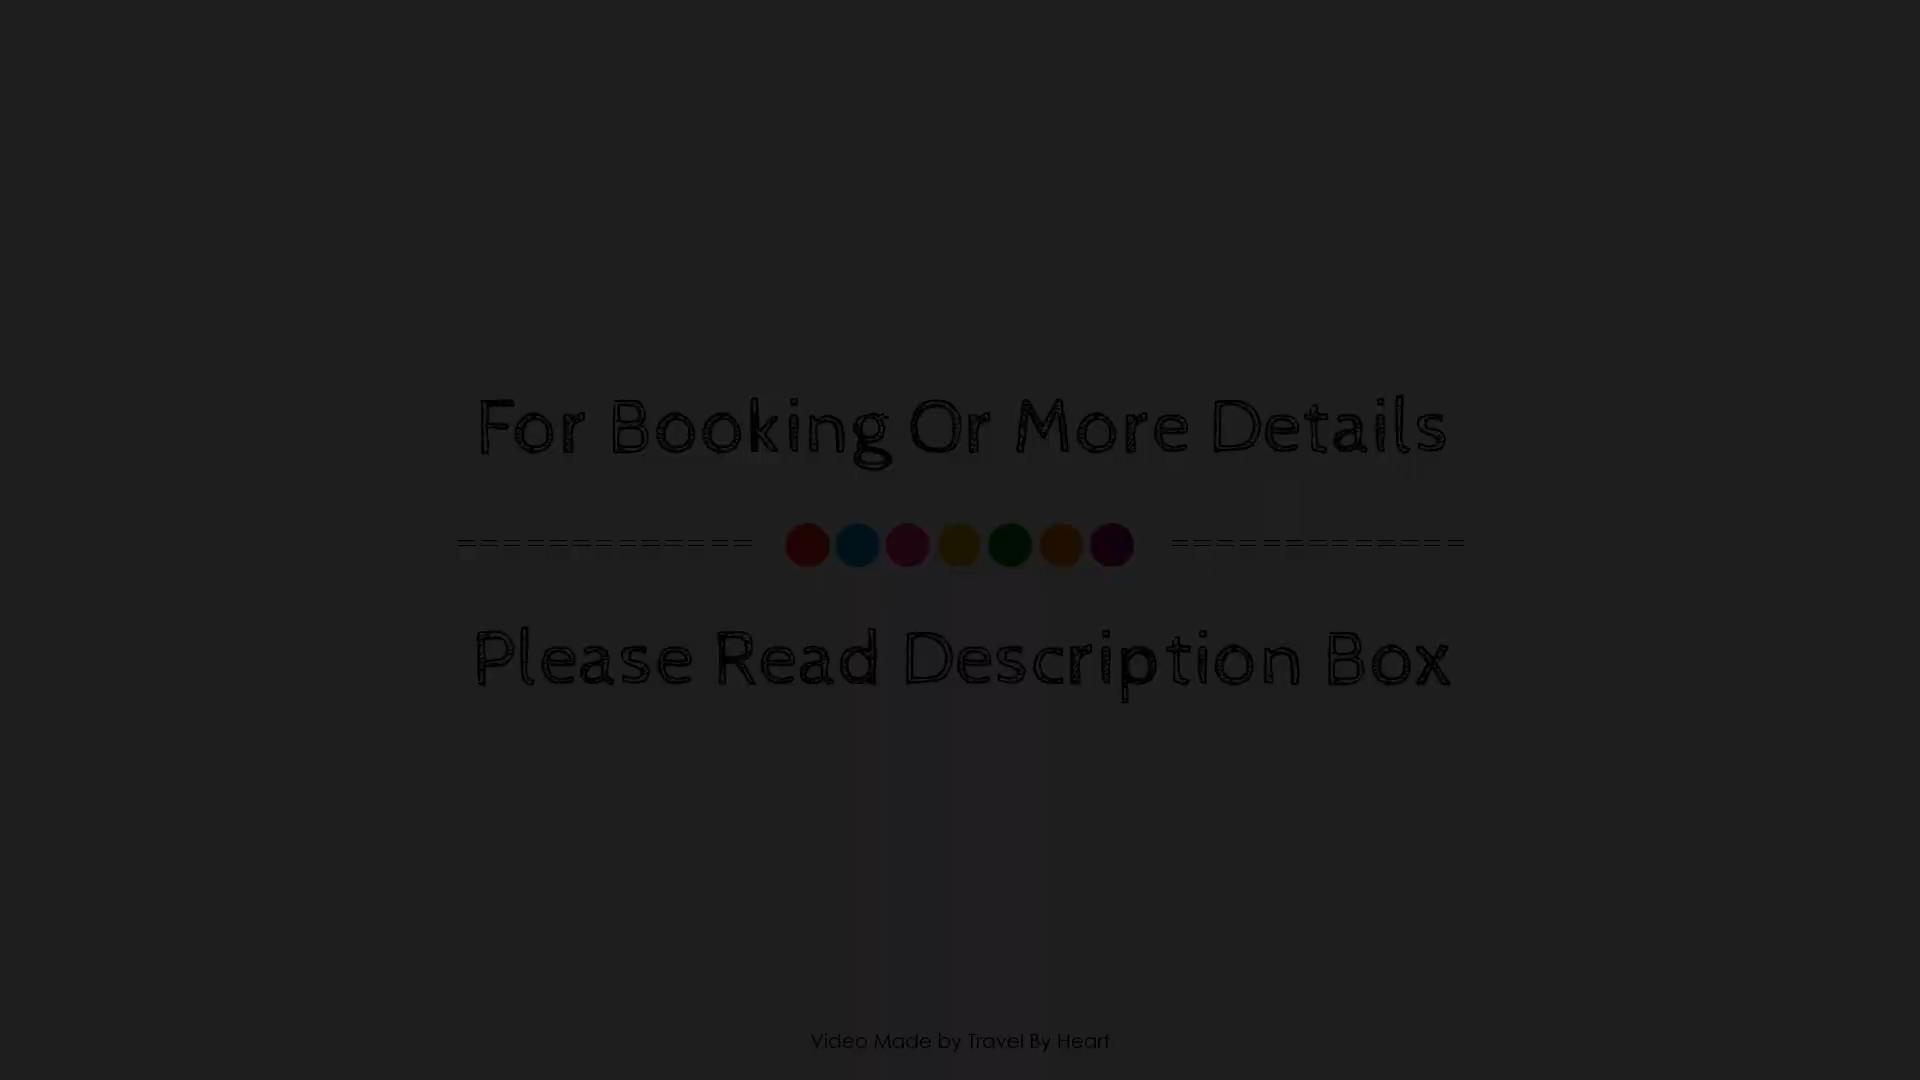 For Booking Or More Details
============= =============
Please Read Description Box
Video Made by Travel By Heart